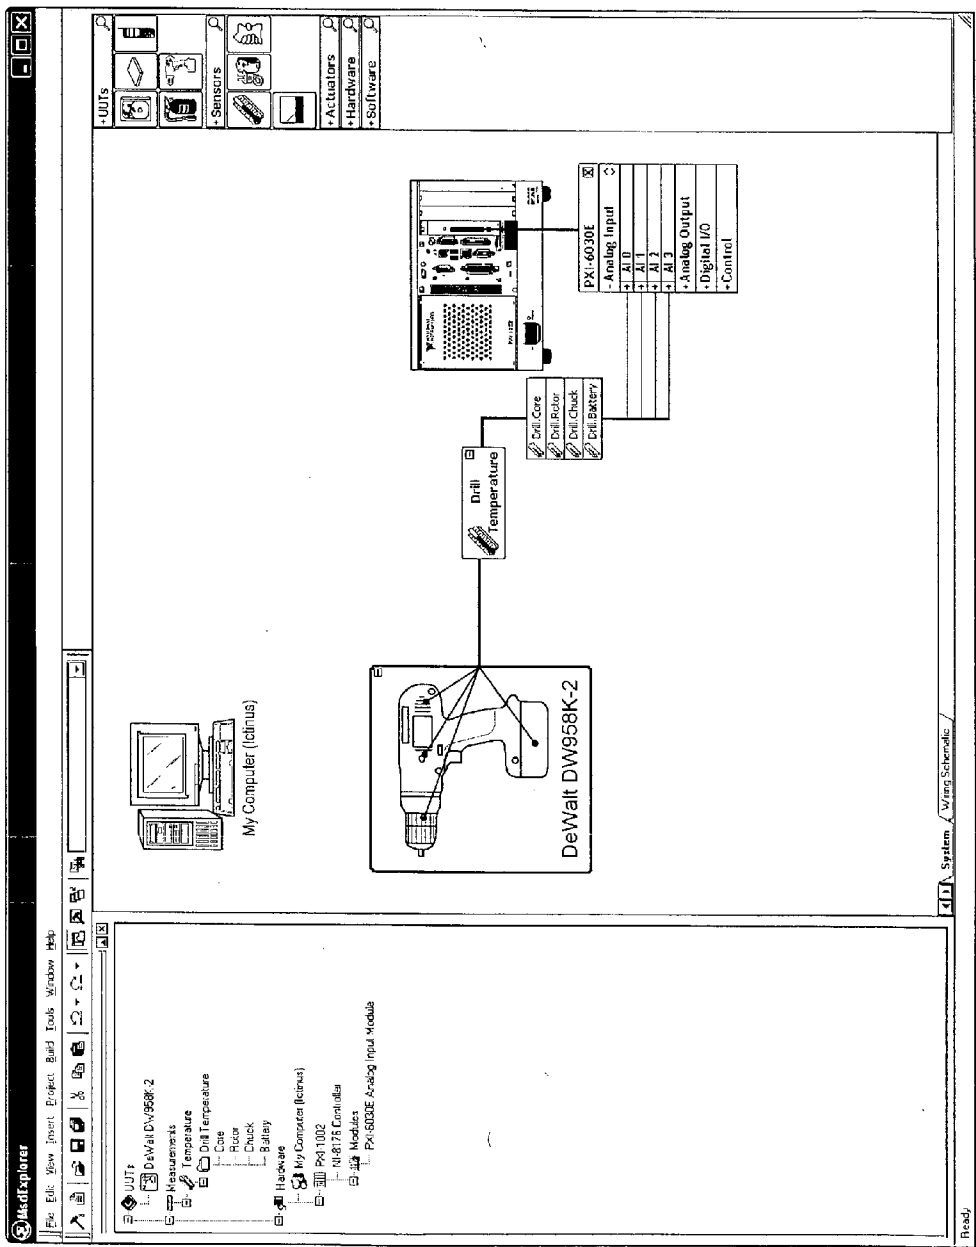 MsdExplorer
File Edit View Insert Project Build Tools Window Help
UUTs
DeWalt DW958K-2
Measurements
Temperature
Drill Temperature
Core
Rotor
Chuck
Battery
Hardware
My Computer (Ictinus)
PXI-1002
NI-8176 Controller
Modules
PXI-6030E Analog Input Module
My Computer (Ictinus)
DeWalt DW958K-2
Drill
Temperature
Drill.Core
Drill.Rotor
Drill.Chuck
Drill.Battery
PXI-6030E
- Analog Input
+ AI 0
+ AI 1
+ AI 2
+ AI 3
+ Analog Output
+ Digital I/O
+ Control
+ UUTs
+ Sensors
+ Actuators
+ Hardware
+ Software
System
Wiring Schematic
Ready